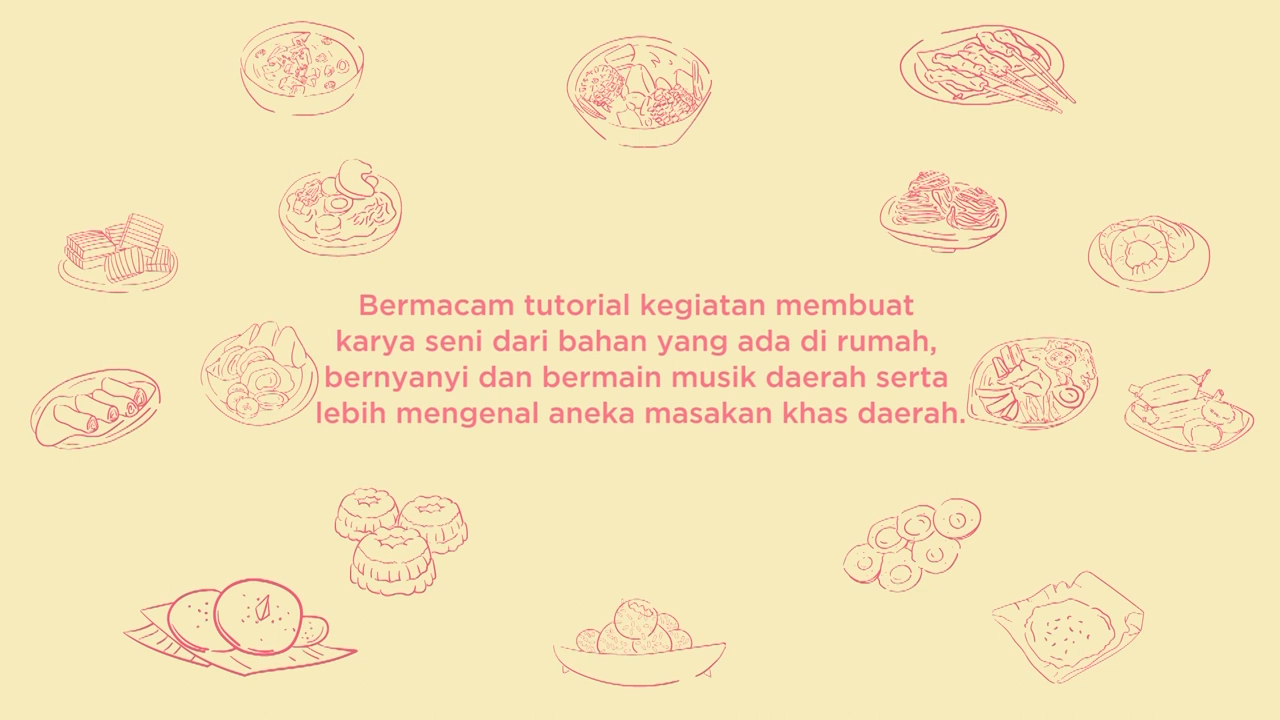 Bermacam tutorial kegiatan membuat
karya seni dari bahan yang ada di rumah,
bernyanyi dan bermain musik daerah serta
lebih mengenal aneka masakan khas daerah.